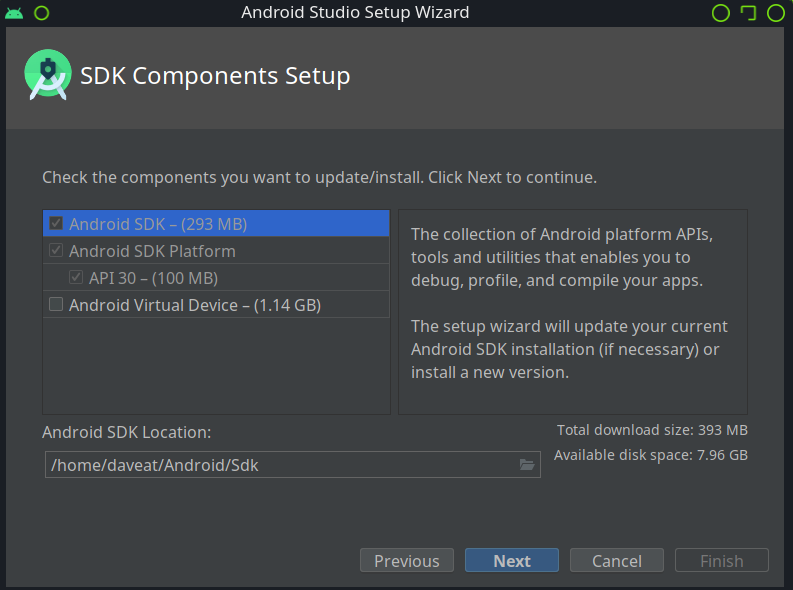 Android Studio Setup Wizard
SDK Components Setup
Check the components you want to update/install. Click Next to continue.
Android SDK – (293 MB)
Android SDK Platform
API 30 – (100 MB)
Android Virtual Device – (1.14 GB)
The collection of Android platform APIs,
tools and utilities that enables you to
debug, profile, and compile your apps.
The setup wizard will update your current
Android SDK installation (if necessary) or
install a new version.
Android SDK Location:
/home/daveat/Android/Sdk
Total download size: 393 MB
Available disk space: 7.96 GB
Previous
Next
Cancel
Finish